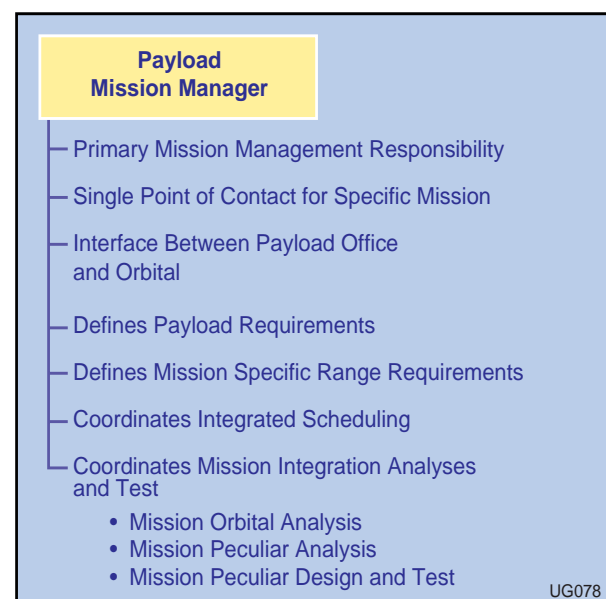 Payload
Mission Manager
Primary Mission Management Responsibility
Single Point of Contact for Specific Mission
Interface Between Payload Office
and Orbital
Defines Payload Requirements
Defines Mission Specific Range Requirements
Coordinates Integrated Scheduling
Coordinates Mission Integration Analyses
and Test
• Mission Orbital Analysis
• Mission Peculiar Analysis
• Mission Peculiar Design and Test
UG078